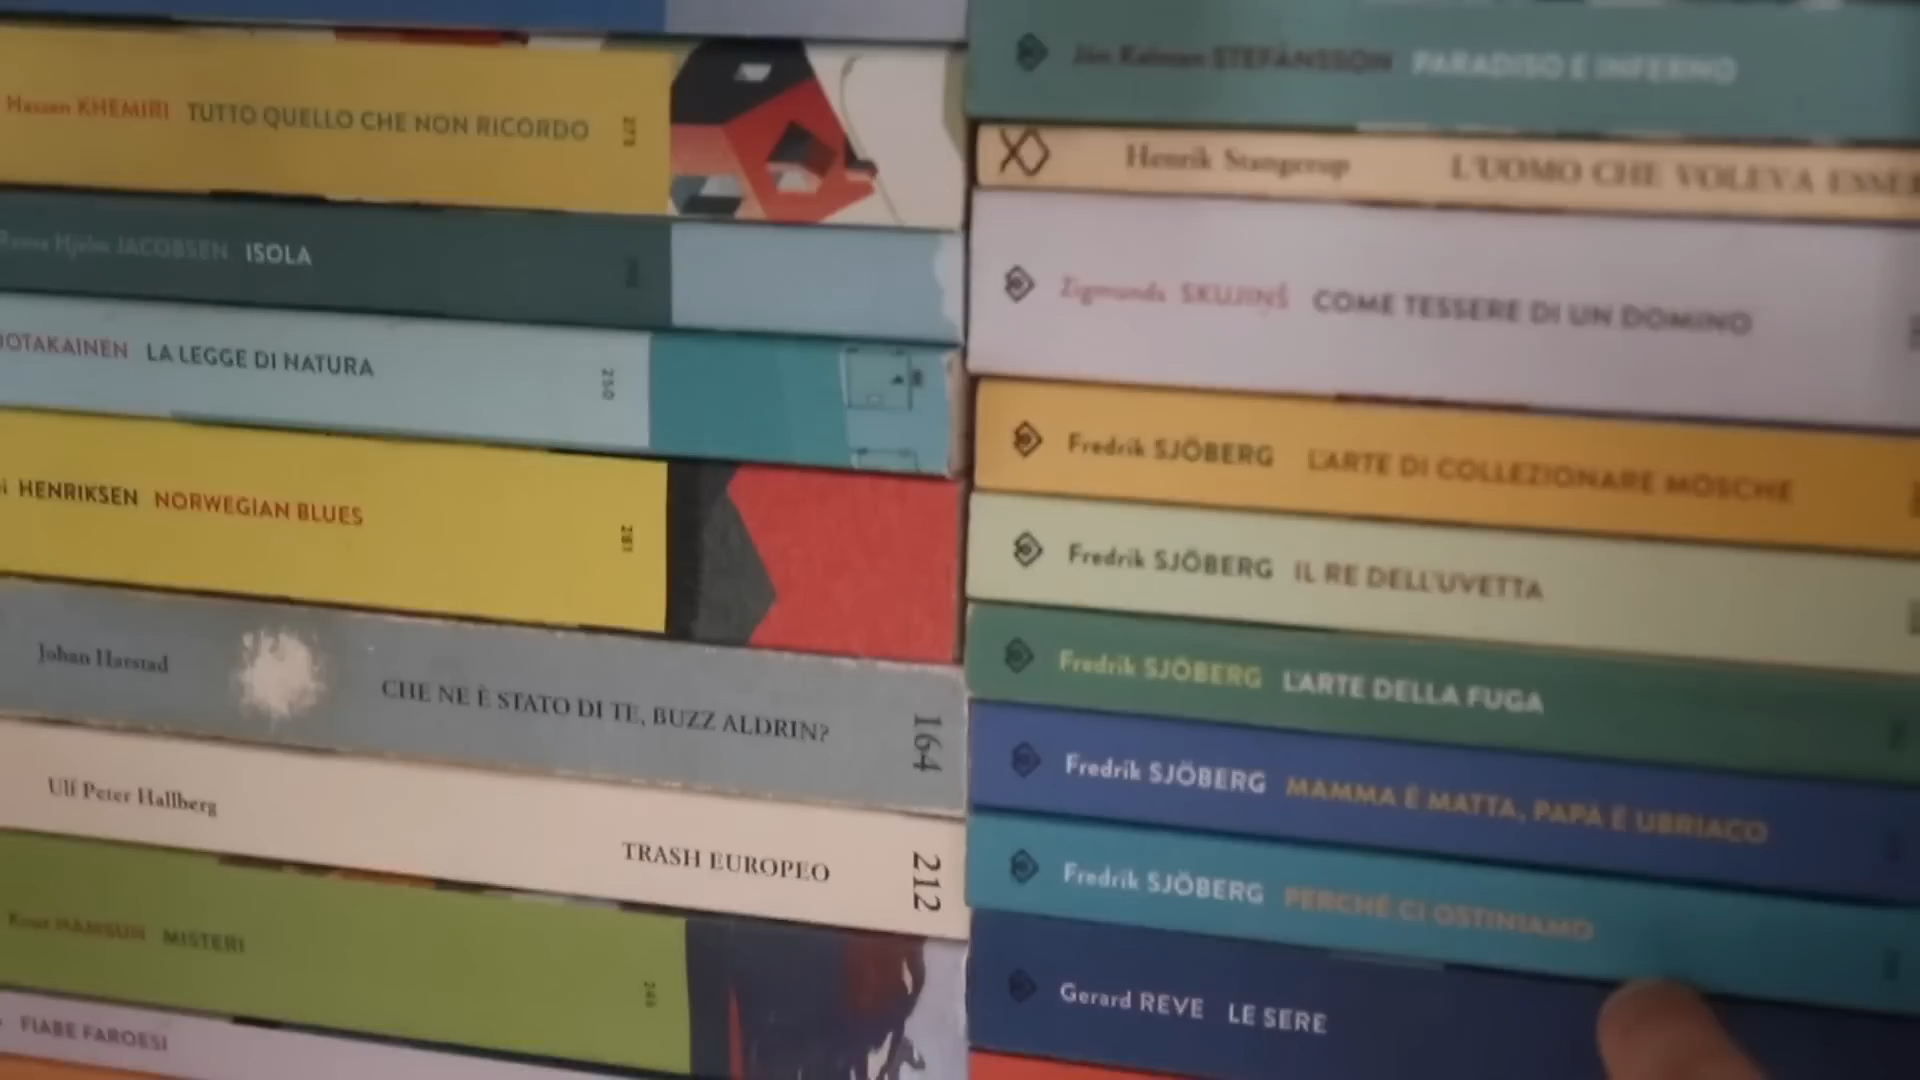 Hassen KHEMIRI TUTTO QUELLO CHE NON RICORDO 273
JACOBSEN ISOLA
LA LEGGE DI NATURA 250
HENRIKSEN NORWEGIAN BLUES 281
Johan Harstad CHE NE È STATO DI TE, BUZZ ALDRIN? 164
Ulf Peter Hallberg TRASH EUROPEO 212
Knut HAMSUN MISTERI
FIABE FAROESI
Jón Kalman STEFÁNSSON PARADISO E INFERNO
Henrik Stangerup L'UOMO CHE VOLEVA
Zigmunds SKUJIŅŠ COME TESSERE DI UN DOMINO
Fredrik SJÖBERG L'ARTE DI COLLEZIONARE MOSCHE
Fredrik SJÖBERG IL RE DELL'UVETTA
Fredrik SJÖBERG L'ARTE DELLA FUGA
Fredrik SJÖBERG MAMMA È MATTA, PAPÀ È UBRIACO
Fredrik SJÖBERG PERCHÉ CI OSTINIAMO
Gerard REVE LE SERE